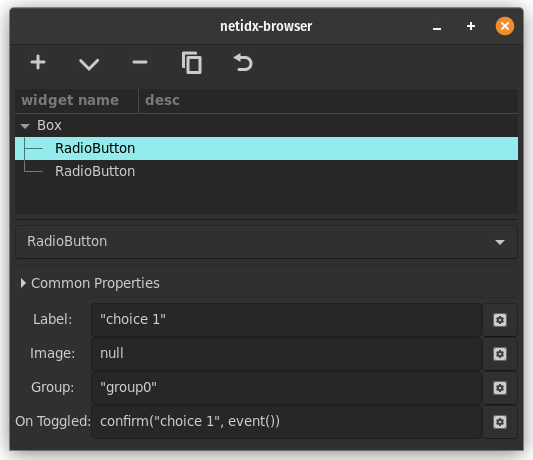 netidx-browser
widget name desc
Box
RadioButton
RadioButton
RadioButton
Common Properties
Label: "choice 1"
Image: null
Group: "group0"
On Toggled: confirm("choice 1", event())